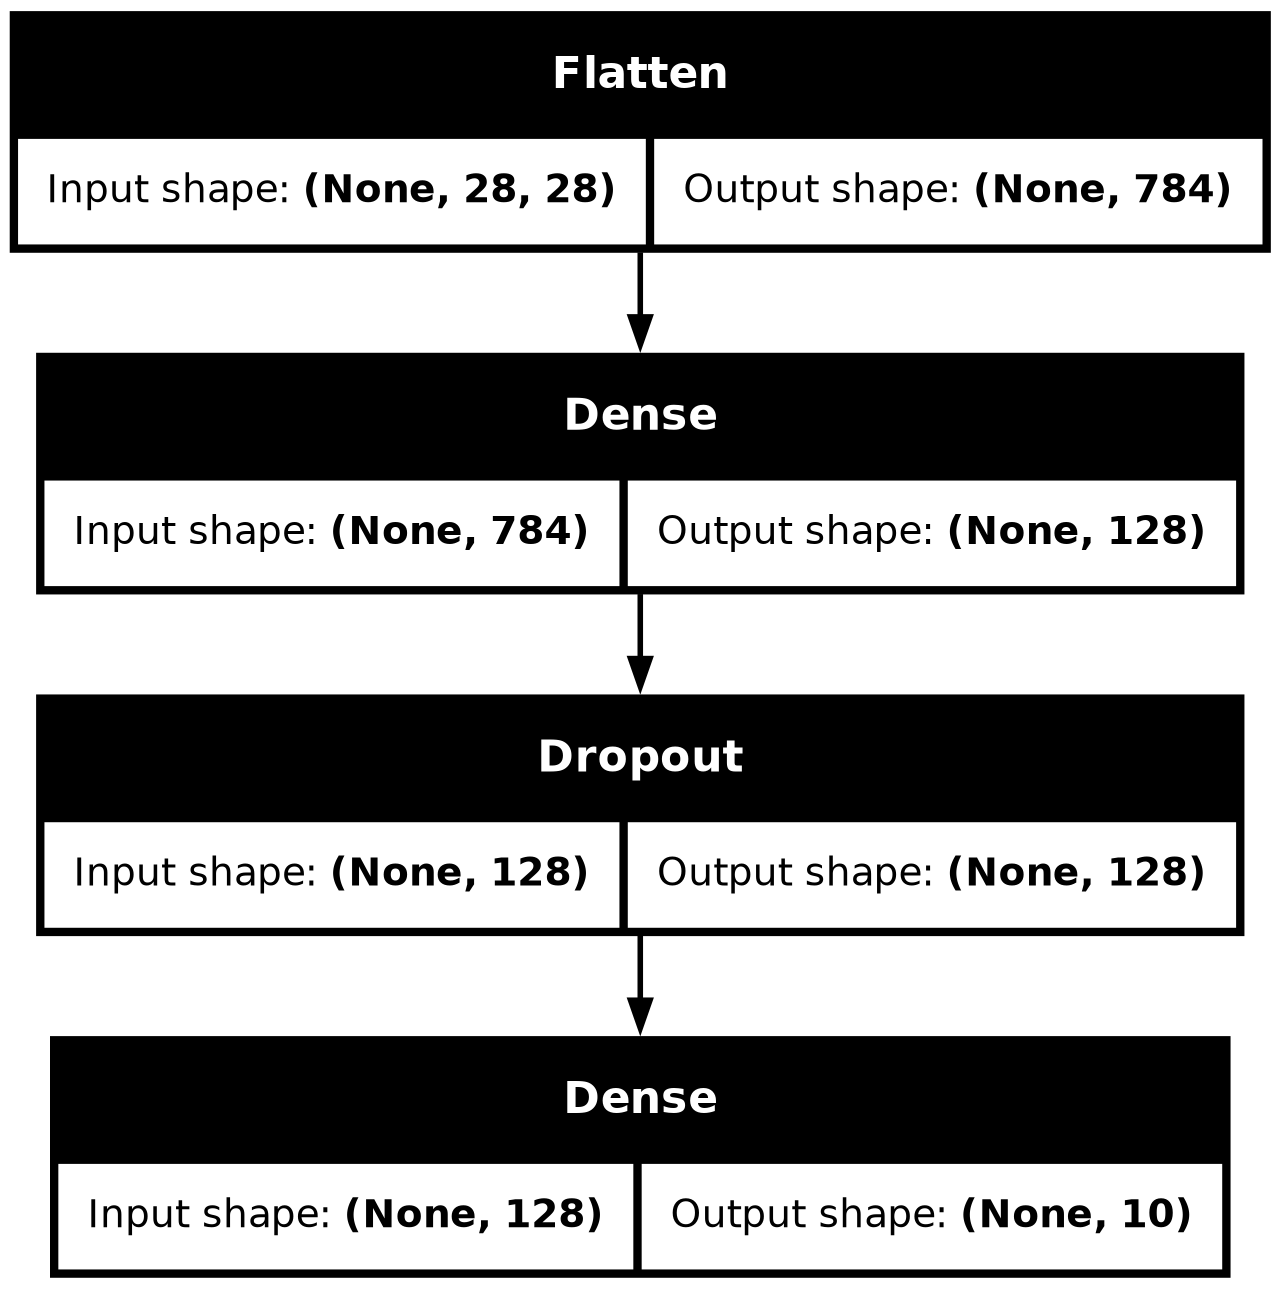 Flatten
Input shape: (None, 28, 28) Output shape: (None, 784)
Dense
Input shape: (None, 784) Output shape: (None, 128)
Dropout
Input shape: (None, 128) Output shape: (None, 128)
Dense
Input shape: (None, 128) Output shape: (None, 10)